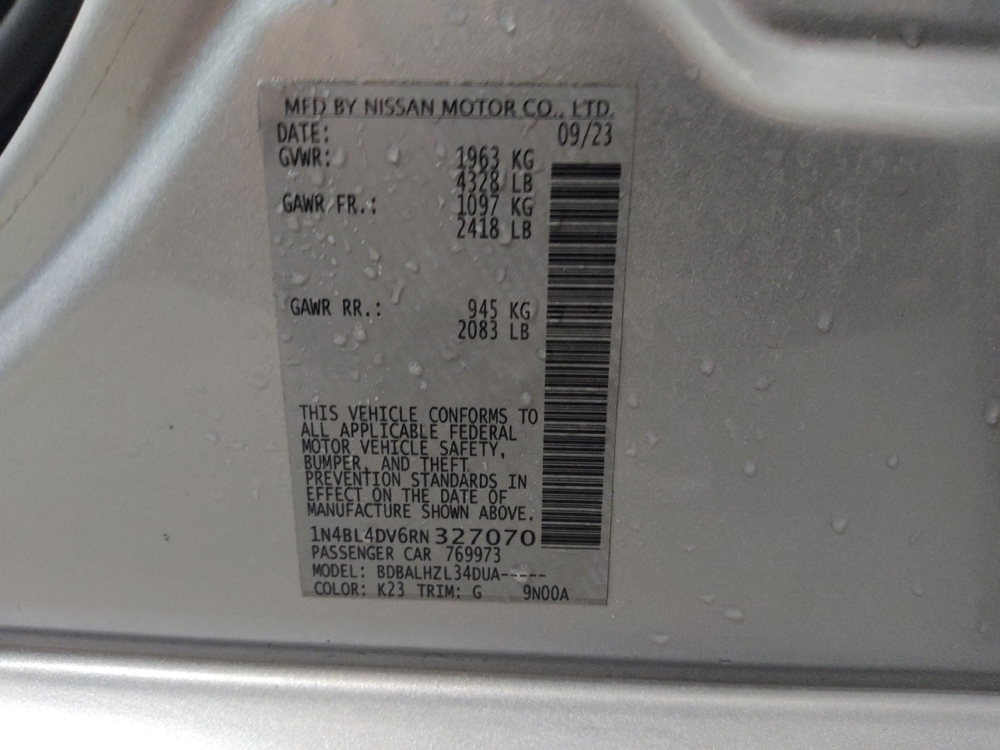 MFD BY NISSAN MOTOR CO., LTD.
DATE: 09/23
GVWR: 1963 KG
4328 LB
GAWR FR.: 1097 KG
2418 LB
GAWR RR.: 945 KG
2083 LB
THIS VEHICLE CONFORMS TO
ALL APPLICABLE FEDERAL
MOTOR VEHICLE SAFETY,
BUMPER, AND THEFT
PREVENTION STANDARDS IN
EFFECT ON THE DATE OF
MANUFACTURE SHOWN ABOVE.
1N4BL4DV6RN327070
PASSENGER CAR 769973
MODEL: BDBALHZL34DUA-----
COLOR: K23 TRIM: G 9N00A